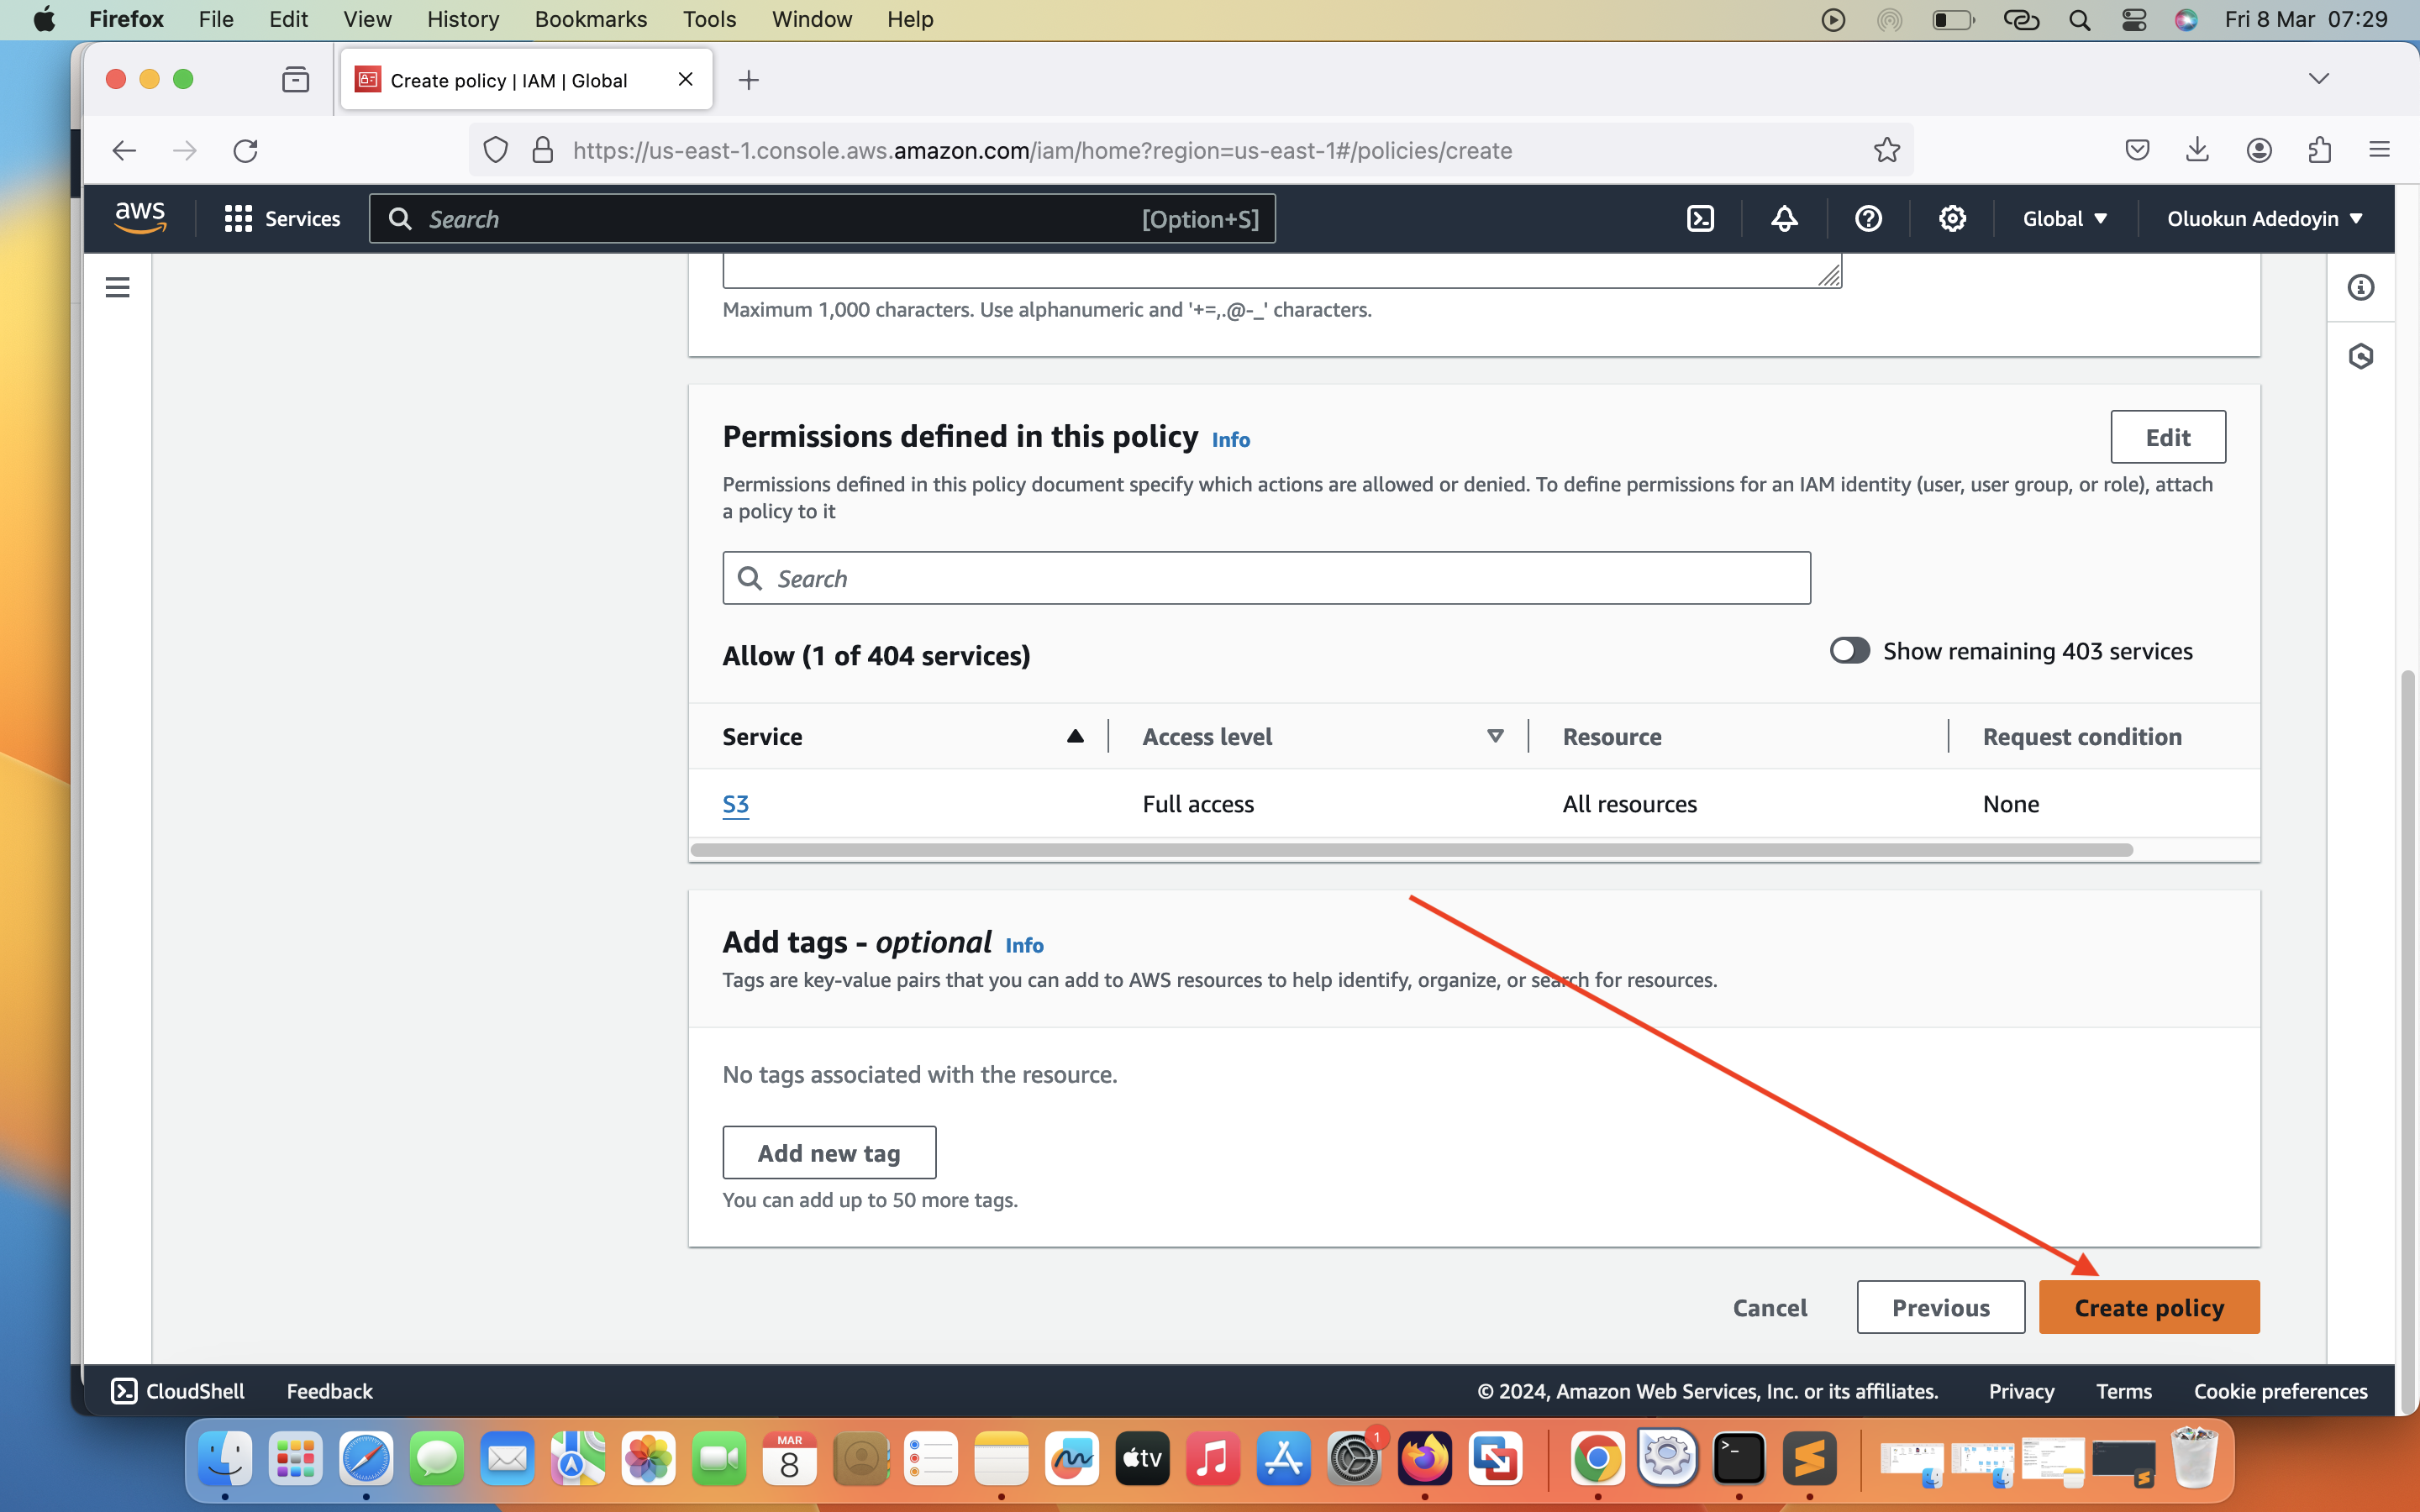 Firefox File Edit View History Bookmarks Tools Window Help Fri 8 Mar 07:29
Create policy | IAM | Global
https://us-east-1.console.aws.amazon.com/iam/home?region=us-east-1#/policies/create
aws Services Search [Option+S] Global Oluokun Adedoyin
Maximum 1,000 characters. Use alphanumeric and '+=,.@-_' characters.
Permissions defined in this policy Info Edit
Permissions defined in this policy document specify which actions are allowed or denied. To define permissions for an IAM identity (user, user group, or role), attach
a policy to it
Search
Allow (1 of 404 services) Show remaining 403 services
Service Access level Resource Request condition
S3 Full access All resources None
Add tags - optional Info
Tags are key-value pairs that you can add to AWS resources to help identify, organize, or search for resources.
No tags associated with the resource.
Add new tag
You can add up to 50 more tags.
Cancel Previous Create policy
CloudShell Feedback © 2024, Amazon Web Services, Inc. or its affiliates. Privacy Terms Cookie preferences
MAR
8
tv
1